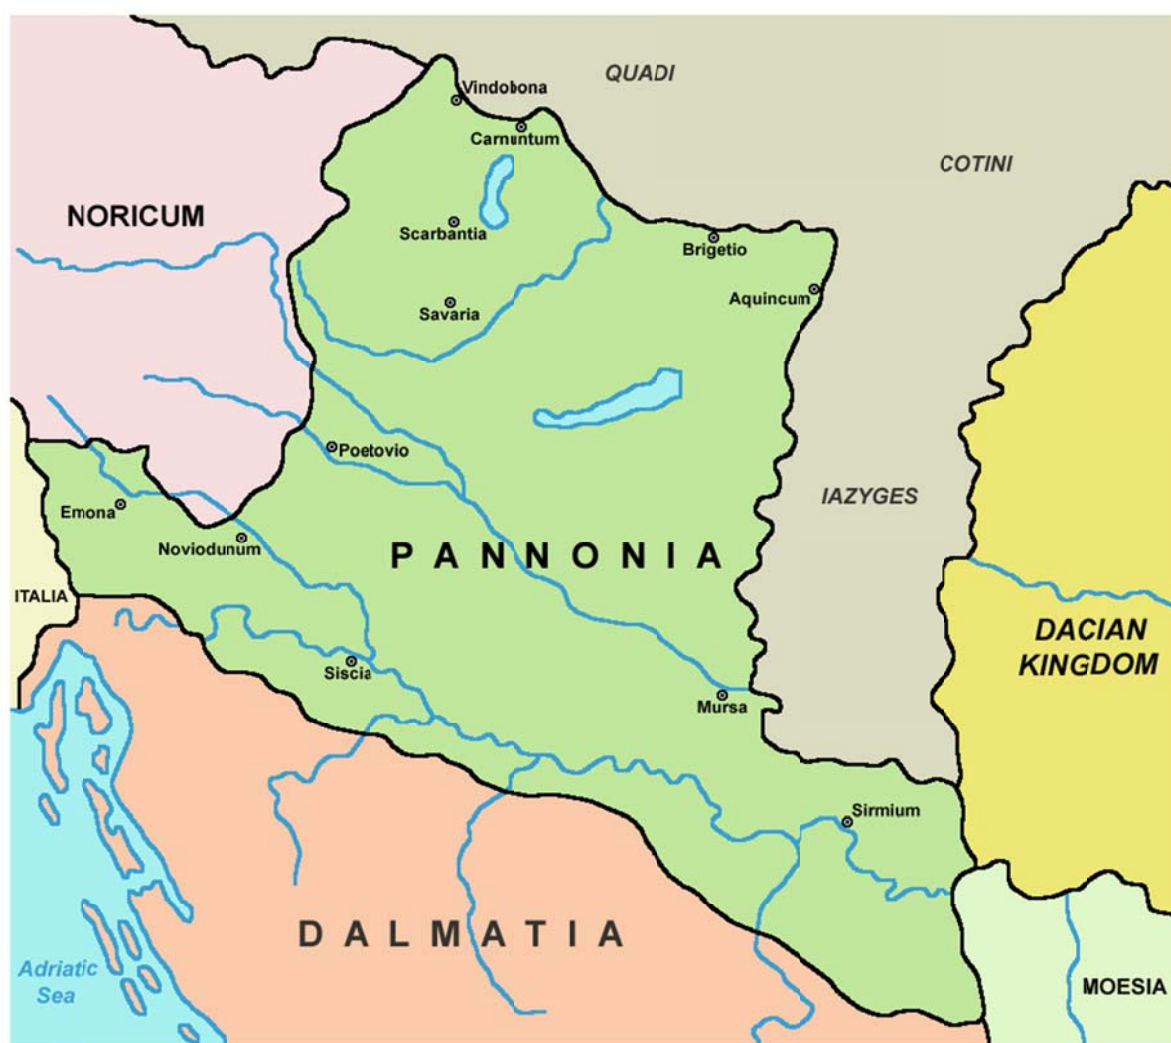 QUADI
Vindobona
Carnuntum
COTINI
NORICUM
Scarbantia
Brigetio
Aquincum
Savaria
Poetovio
IAZYGES
Emona
Noviodunum
PANNONIA
ITALIA
DACIAN
KINGDOM
Siscia
Mursa
Sirmium
DALMATIA
Adriatic
Sea
MOESIA